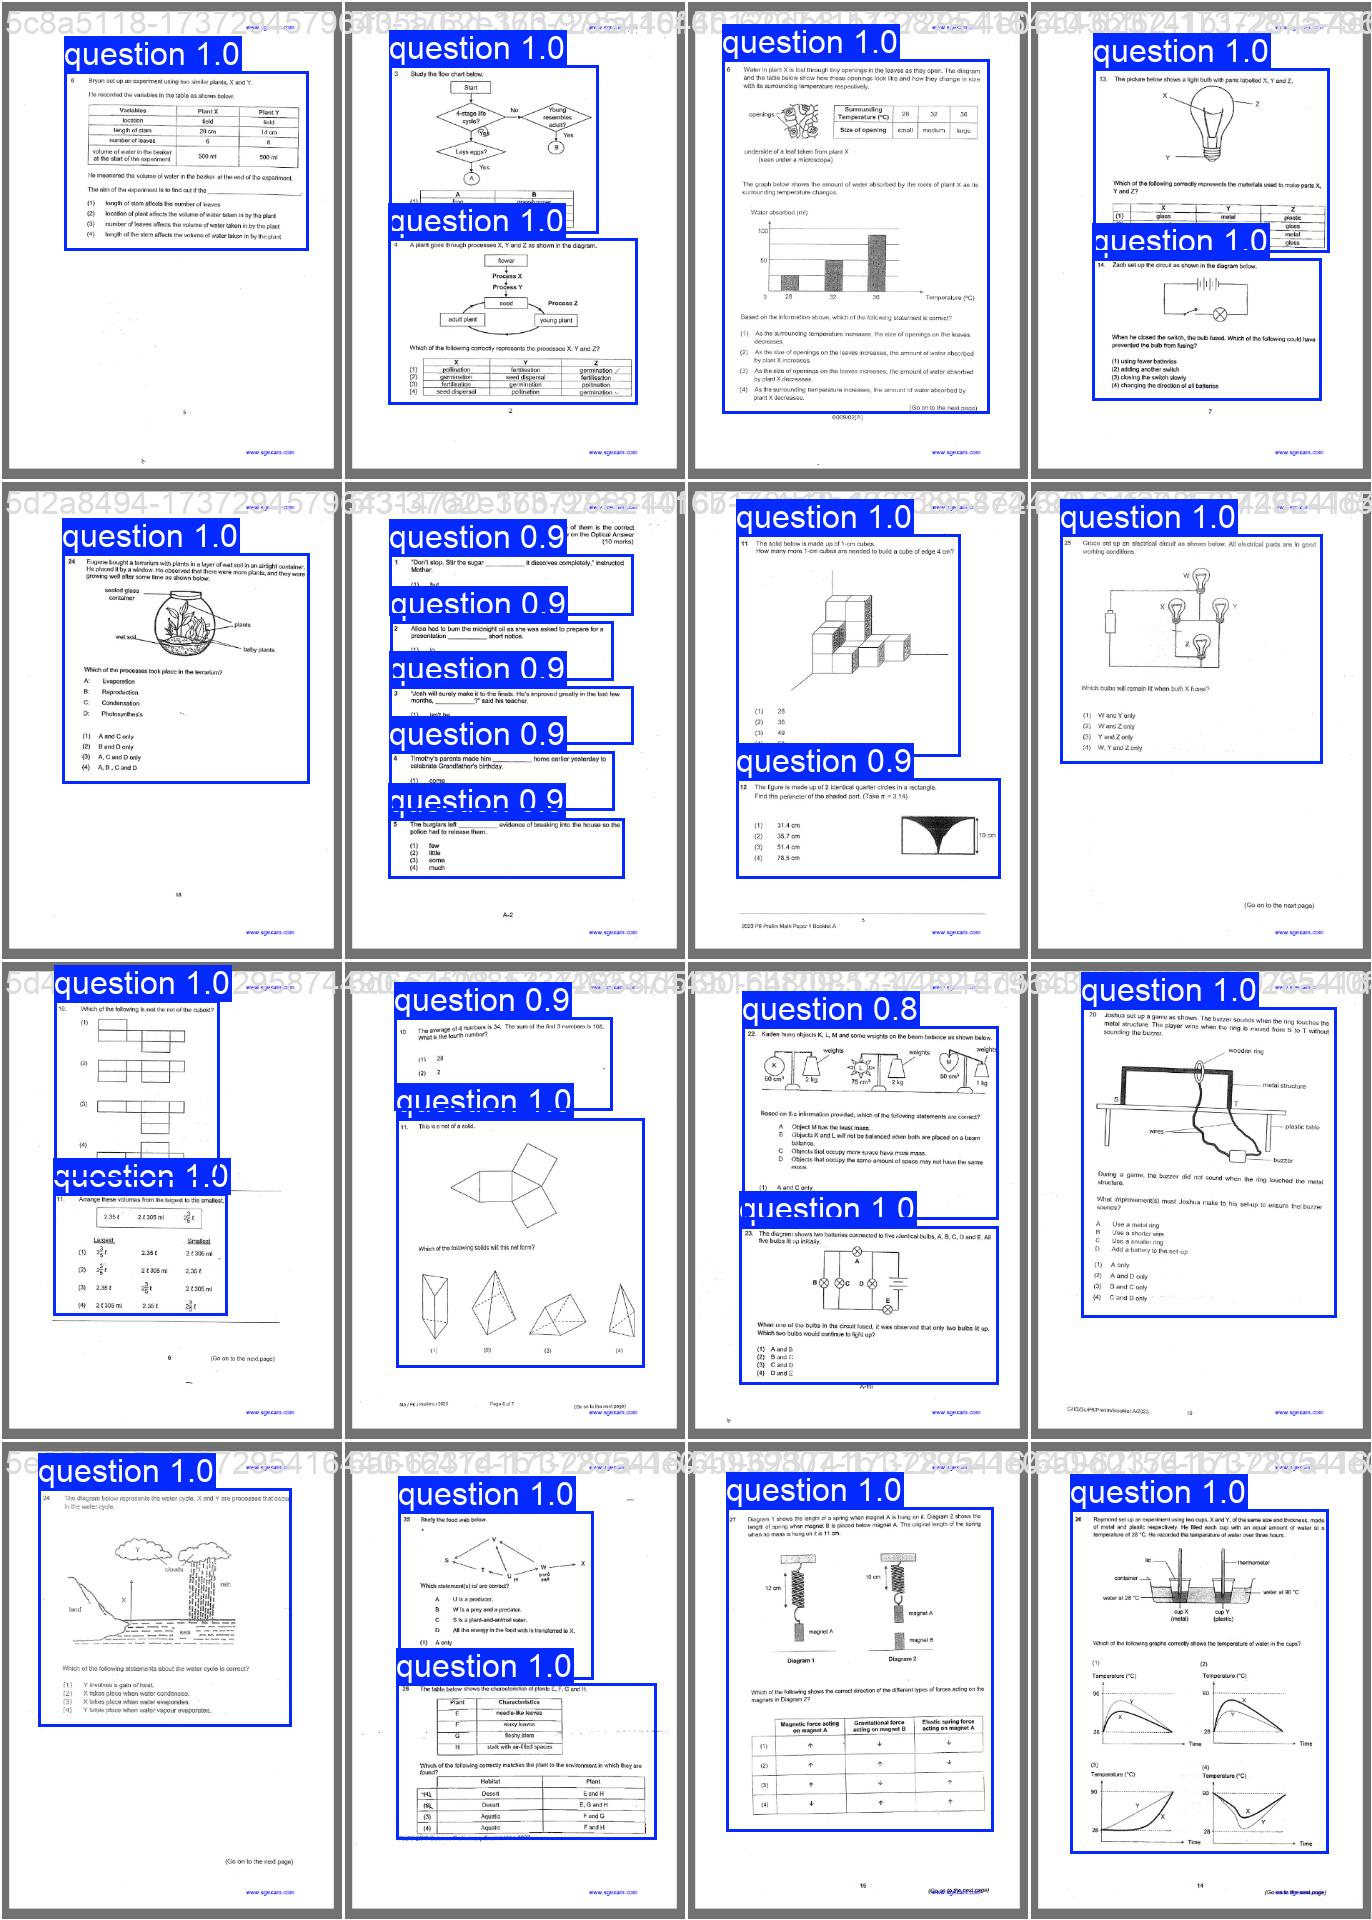 question 1.0
6 Bryan set up an experiment using two similar plants, X and Y.
He recorded the variables in the table as shown below.
Variables Plant X Plant Y
location field field
length of stem 20 cm 14 cm
number of leaves 6 6
volume of water in the beaker at the start of the experiment 500 ml 500 ml
He measured the volume of water in the beaker at the end of the experiment.
The aim of the experiment is to find out if the
(1) length of stem affects the number of leaves
(2) location of plant affects the volume of water taken in by the plant
(3) number of leaves affects the volume of water taken in by the plant
(4) length of the stem affects the volume of water taken in by the plant
5
www.sgexam.com
question 1.0
3 Study the flow chart below.
Start
4-stage life cycle?
No
Young resembles adult?
Yes
Yes
Lays eggs?
B
Yes
A
A B
question 1.0
4 A plant goes through processes X, Y and Z as shown in the diagram.
flower
Process X
Process Y
seed
Process Z
adult plant
young plant
Which of the following correctly represents the processes X, Y and Z?
X Y Z
(1) pollination fertilisation germination
(2) germination seed dispersal fertilisation
(3) fertilisation germination pollination
(4) seed dispersal pollination germination
2
www.sgexam.com
question 1.0
6 Water in plant X is lost through tiny openings in the leaves as they open. The diagram
and the table below show how these openings look like and how they change in size
with its surrounding temperature respectively.
openings
Surrounding Temperature (ºC) 28 32 36
Size of opening small medium large
underside of a leaf taken from plant X
(seen under a microscope)
The graph below shows the amount of water absorbed by the roots of plant X as its
surrounding temperature changes.
Water absorbed (ml)
100
50
0 28 32 36 Temperature (ºC)
Based on the information above, which of the following statement is correct?
(1) As the surrounding temperature increases, the size of openings on the leaves
decreases.
(2) As the size of openings on the leaves increases, the amount of water absorbed
by plant X increases.
(3) As the size of openings on the leaves increases, the amount of water absorbed
by plant X decreases.
(4) As the surrounding temperature increases, the amount of water absorbed by
plant X decreases.
(Go on to the next page)
www.sgexam.com
question 1.0
13. The picture below shows a light bulb with parts labelled X, Y and Z.
X
Z
Y
Which of the following correctly represents the materials used to make parts X,
Y and Z?
X Y Z
(1) glass metal plastic
glass
metal
glass
question 1.0
14. Zach set up the circuit as shown in the diagram below.
When he closed the switch, the bulb fused. Which of the following could have
prevented the bulb from fusing?
(1) using fewer batteries
(2) adding another switch
(3) closing the switch slowly
(4) changing the direction of all batteries
7
www.sgexam.com
question 1.0
24 Eugene bought a terrarium with plants in a layer of wet soil in an airtight container.
He placed it by a window. He observed that there were more plants, and they were
growing well after some time as shown below.
sealed glass container
plants
wet soil
baby plants
Which of the processes took place in the terrarium?
A: Evaporation
B: Reproduction
C: Condensation
D: Photosynthesis
(1) A and C only
(2) B and D only
(3) A, C and D only
(4) A, B, C and D
18
www.sgexam.com
of them is the correct
on the Optical Answer
(10 marks)
question 0.9
1 "Don't stop. Stir the sugar it dissolves completely," instructed
Mother.
question 0.9
2 Alicia had to burn the midnight oil as she was asked to prepare for a
presentation short notice.
question 0.9
3 "Josh will surely make it to the finals. He's improved greatly in the last few
months, ?" said his teacher.
question 0.9
4 Timothy's parents made him home earlier yesterday to
celebrate Grandfather's birthday.
(1) come
question 0.9
5 The burglars left evidence of breaking into the house so the
police had to release them.
(1) few
(2) little
(3) some
(4) much
A-2
www.sgexam.com
question 1.0
11 The solid below is made up of 1-cm cubes.
How many more 1-cm cubes are needed to build a cube of edge 4 cm?
(1) 28
(2) 36
(3) 49
question 0.9
12 The figure is made up of 2 identical quarter circles in a rectangle.
Find the perimeter of the shaded part. (Take π = 3.14)
(1) 31.4 cm
(2) 35.7 cm
(3) 51.4 cm
(4) 78.5 cm
10 cm
5
2023 P6 Prelim Math Paper 1 Booklet A
www.sgexam.com
question 1.0
25 Grace set up an electrical circuit as shown below. All electrical parts are in good
working conditions.
W
X Y
Z
Which bulbs will remain lit when bulb X fuses?
(1) W and Y only
(2) W and Z only
(3) Y and Z only
(4) W, Y and Z only
(Go on to the next page)
www.sgexam.com
question 1.0
10. Which of the following is not the net of the cuboid?
(1)
(2)
(3)
(4)
question 1.0
11. Arrange these volumes from the largest to the smallest.
2.35 ℓ 2 ℓ 305 ml
Largest Smallest
(1) 2.35 ℓ 2 ℓ 305 ml
(2) 2 ℓ 305 ml 2.35 ℓ
(3) 2.35 ℓ 2 ℓ 305 ml
(4) 2 ℓ 305 ml 2.35 ℓ
6 (Go on to the next page)
www.sgexam.com
question 0.9
10. The average of 4 numbers is 34. The sum of the first 3 numbers is 106.
What is the fourth number?
(1) 28
(2) 2
question 1.0
11. This is a net of a solid.
Which of the following solids will this net form?
(1) (2) (3) (4)
Page 6 of 7
(Go on to the next page)
www.sgexam.com
question 0.8
22. Kaden hung objects K, L, M and some weights on the beam balance as shown below.
weights weights weights
K L M
60 cm³ 2 kg 75 cm³ 2 kg 50 cm³ 1 kg
Based on the information provided, which of the following statements are correct?
A Object M has the least mass.
B Objects K and L will not be balanced when both are placed on a beam
balance.
C Objects that occupy more space have more mass.
D Objects that occupy the same amount of space may not have the same
mass.
(1) A and C only
question 1.0
23. The diagram shows two batteries connected to five identical bulbs, A, B, C, D and E. All
five bulbs lit up initially.
A
B C D
E
When one of the bulbs in the circuit fused, it was observed that only two bulbs lit up.
Which two bulbs would continue to light up?
(1) A and B
(2) B and C
(3) C and D
(4) D and E
www.sgexam.com
question 1.0
20 Joshua set up a game as shown. The buzzer sounds when the ring touches the
metal structure. The player wins when the ring is moved from S to T without
sounding the buzzer.
wooden ring
metal structure
S T
plastic table
wires
buzzer
During a game, the buzzer did not sound when the ring touched the metal
structure.
What improvement(s) must Joshua make to his set-up to ensure the buzzer
sounds?
A Use a metal ring
B Use a shorter wire
C Use a smaller ring
D Add a battery to the set-up
(1) A only
(2) A and D only
(3) B and C only
(4) C and D only
16
www.sgexam.com
question 1.0
24 The diagram below represents the water cycle. X and Y are processes that occur
in the water cycle.
Y
clouds
rain
X
land
sea
Which of the following statements about the water cycle is correct?
(1) Y involves a gain of heat.
(2) X takes place when water condenses.
(3) X takes place when water evaporates.
(4) Y takes place when water vapour evaporates.
(Go on to the next page)
www.sgexam.com
question 1.0
25 Study the food web below.
V
S
T U W X
Which statement(s) is/are correct?
A U is a producer.
B W is a prey and a predator.
C S is a plant-and-animal eater.
D All the energy in the food web is transferred to X.
(1) A only
question 1.0
26 The table below shows the characteristics of plants E, F, G and H.
Plant Characteristics
E needle-like leaves
F waxy leaves
G fleshy stem
H stalk with air-filled spaces
Which of the following correctly matches the plant to the environment in which they are
found?
Habitat Plant
(1) Desert E and H
(2) Desert E, G and H
(3) Aquatic F and G
(4) Aquatic F and H
www.sgexam.com
question 1.0
27 Diagram 1 shows the length of a spring when magnet A is hung on it. Diagram 2 shows the
length of spring when magnet B is placed below magnet A. The original length of the spring
when no mass is hung on it is 11 cm.
12 cm
10 cm
magnet A
magnet A
magnet B
Diagram 1 Diagram 2
Which of the following shows the correct direction of the different types of forces acting on the
magnets in Diagram 2?
Magnetic force acting on magnet A Gravitational force acting on magnet B Elastic spring force acting on magnet A
(1) ↑ ↓ ↓
(2) ↑ ↑ ↓
(3) ↑ ↓ ↑
(4) ↓ ↑ ↑
15
www.sgexam.com
question 1.0
26 Raymond set up an experiment using two cups, X and Y, of the same size and thickness, made
of metal and plastic respectively. He filled each cup with an equal amount of water at a
temperature of 28 °C. He recorded the temperature of water over three hours.
lid
thermometer
container
water at 90 °C
water at 28 °C
cup X (metal) cup Y (plastic)
Which of the following graphs correctly shows the temperature of water in the cups?
(1) (2)
Temperature (°C) Temperature (°C)
90 90
Y X
X Y
28 28
Time Time
(3) (4)
Temperature (°C) Temperature (°C)
90 90
Y X
X Y
28 28
Time Time
14